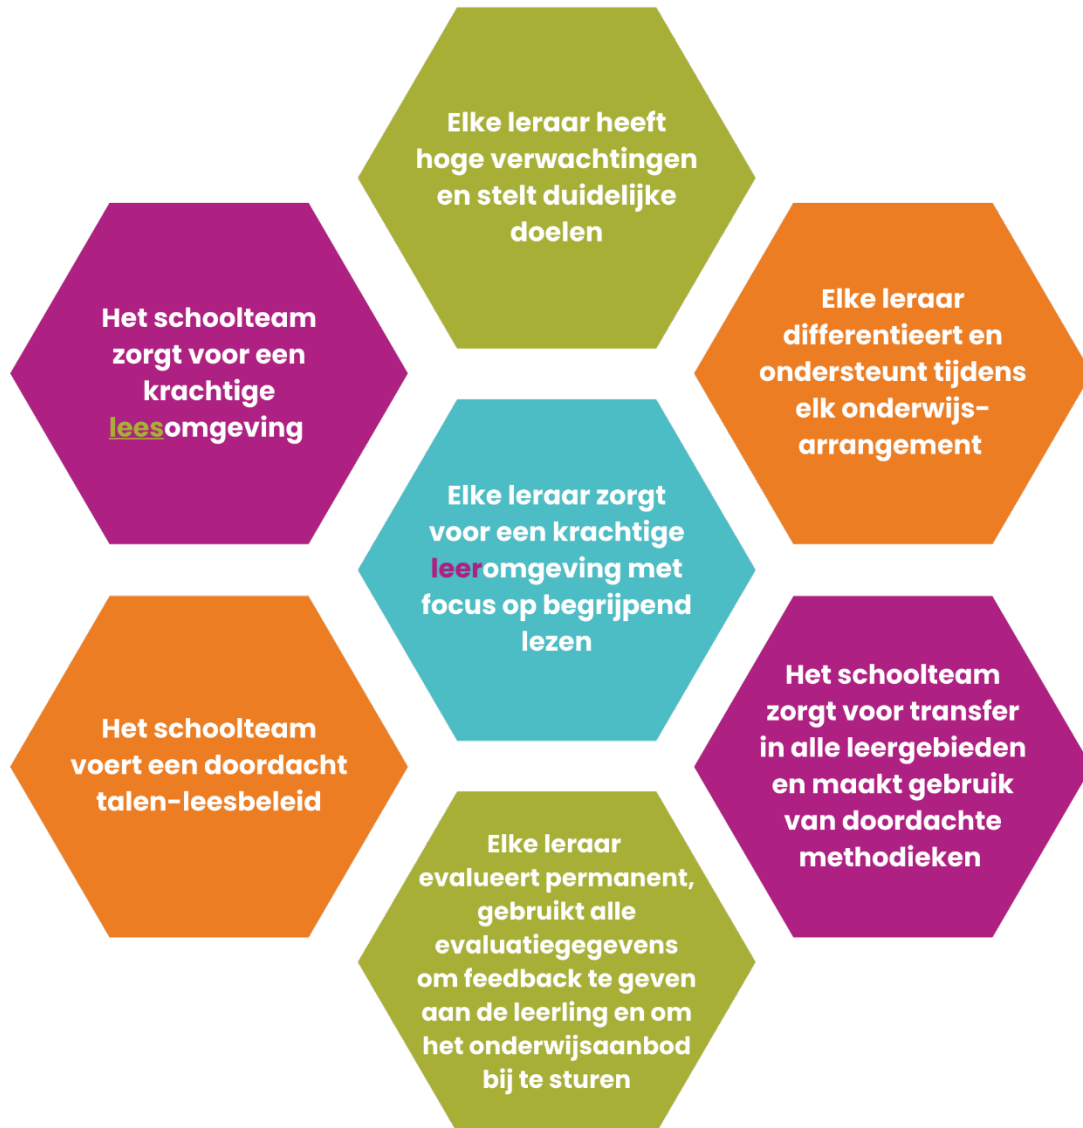 Elke leraar heeft
hoge verwachtingen
en stelt duidelijke
doelen
Het schoolteam
zorgt voor een
krachtige
leesomgeving
Elke leraar
differentieert en
ondersteunt tijdens
elk onderwijs-
arrangement
Elke leraar zorgt
voor een krachtige
leeromgeving met
focus op begrijpend
lezen
Het schoolteam
voert een doordacht
talen-leesbeleid
Het schoolteam
zorgt voor transfer
in alle leergebieden
en maakt gebruik
van doordachte
methodieken
Elke leraar
evalueert permanent,
gebruikt alle
evaluatiegegevens
om feedback te geven
aan de leerling en om
het onderwijsaanbod
bij te sturen